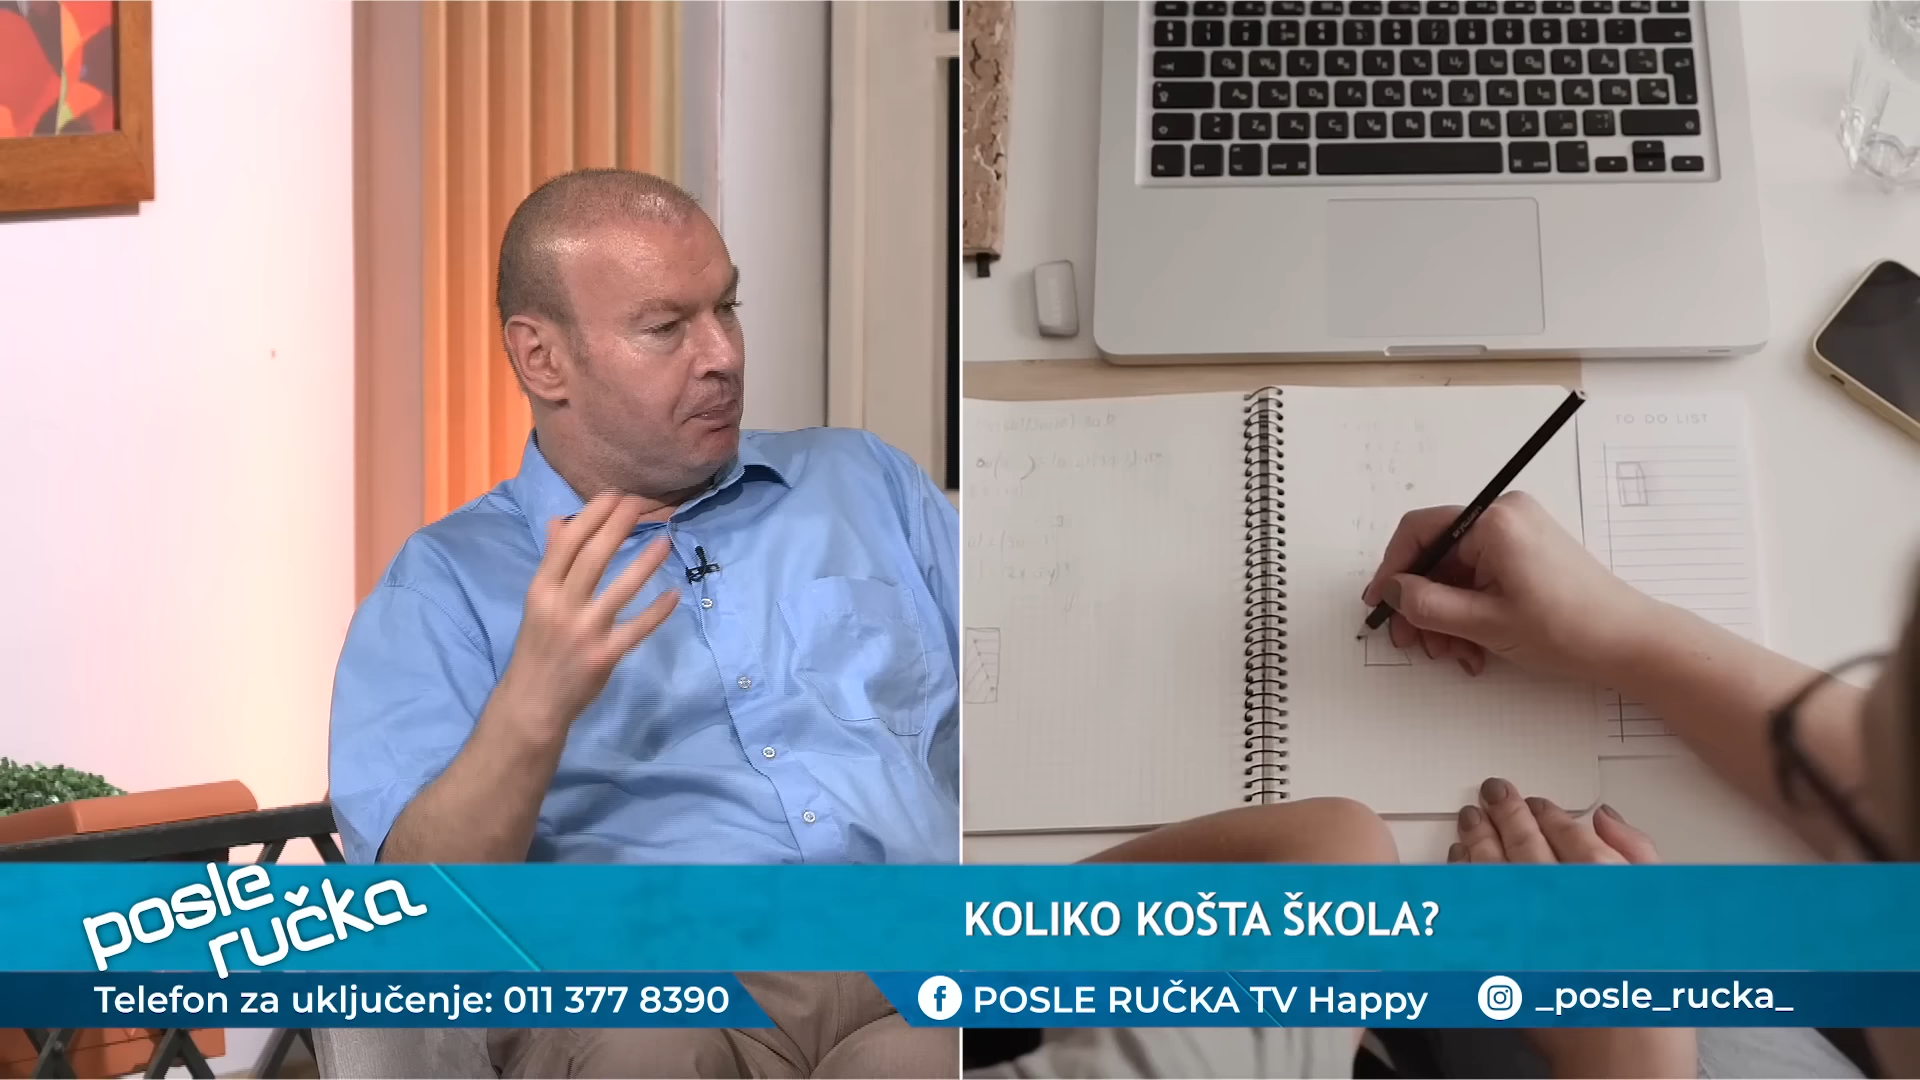 TO DO LIST
posle
ručka
KOLIKO KOŠTA ŠKOLA?
Telefon za uključenje: 011 377 8390
POSLE RUČKA TV Happy
_posle_rucka_